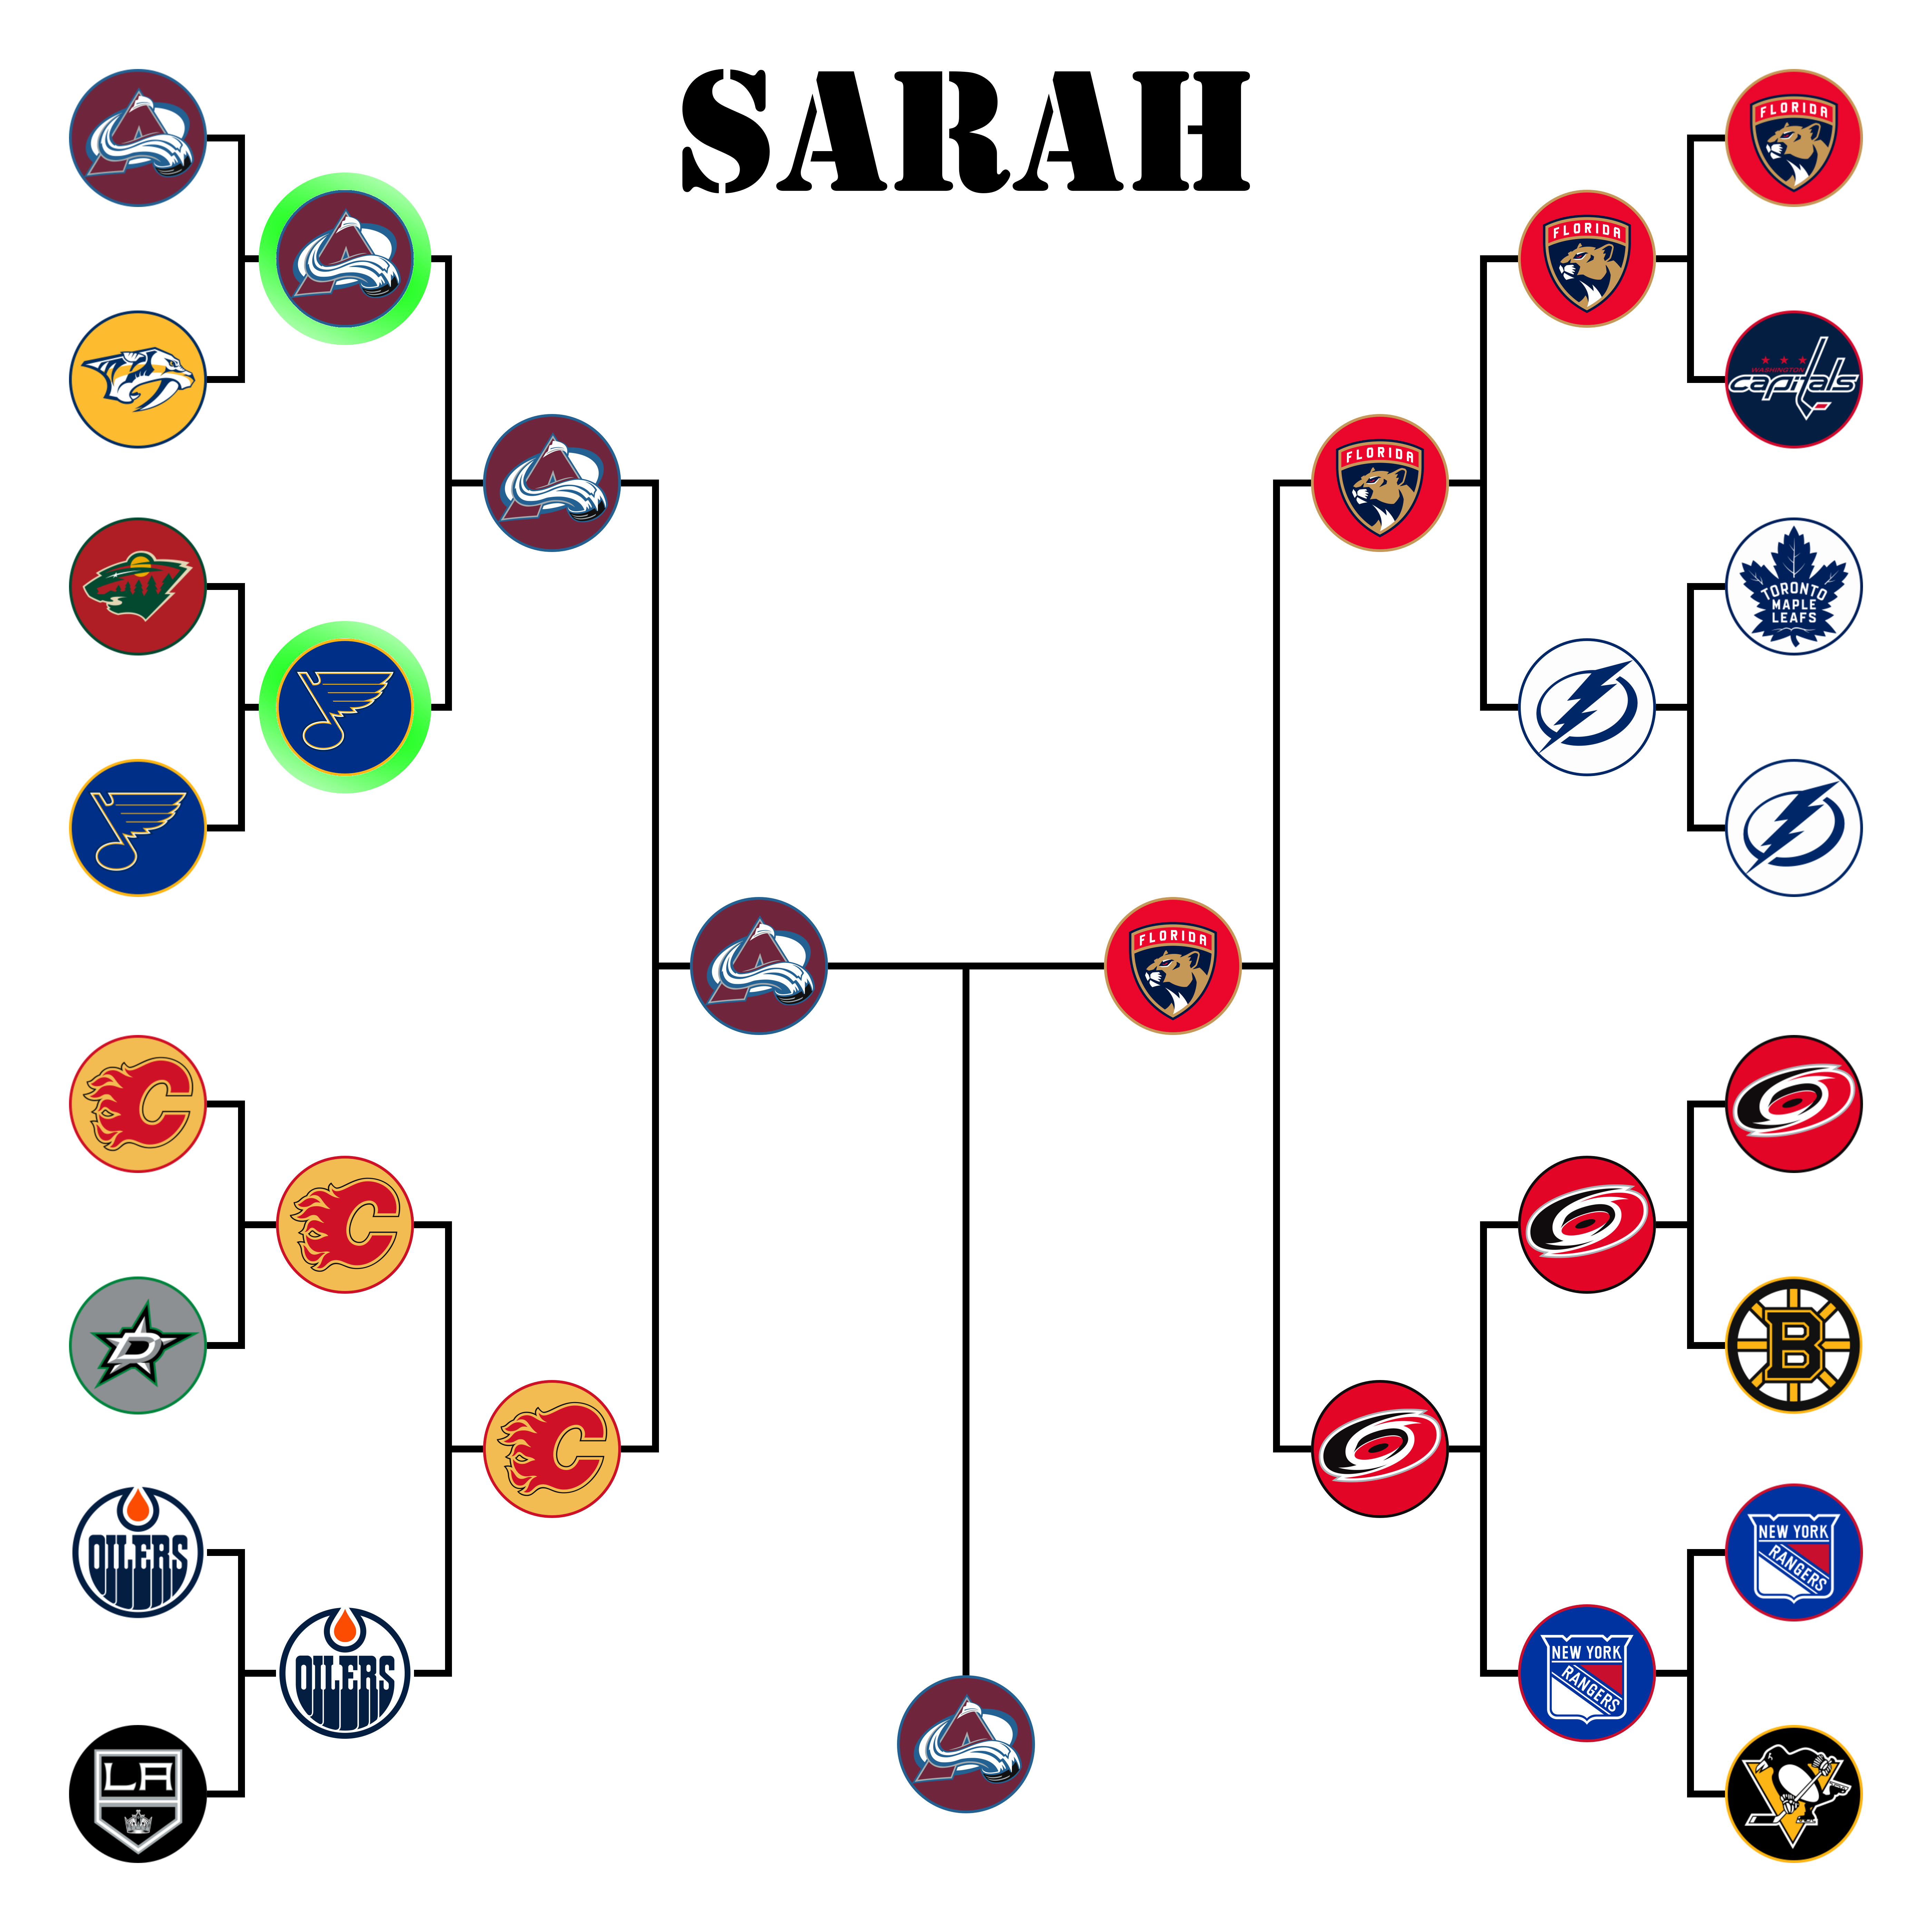 SARAH
FLORIDA
FLORIDA
WASHINGTON
capitals
FLORIDA
TORONTO
MAPLE
LEAFS
FLORIDA
C
C
B
D
C
OILERS
NEW YORK
RANGERS
OILERS
NEW YORK
RANGERS
LA